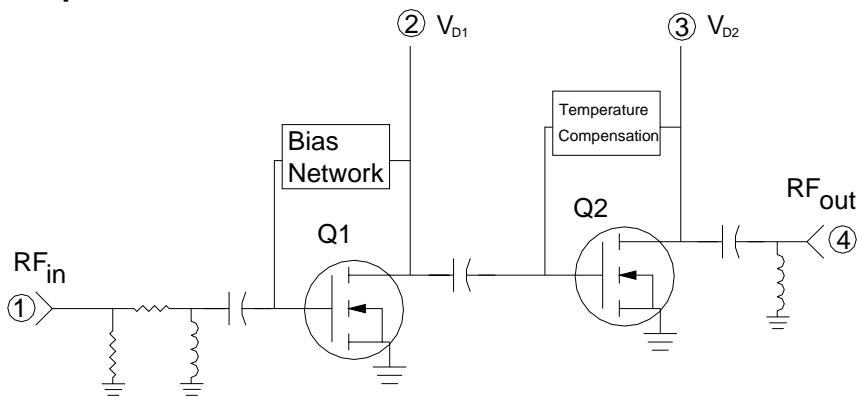 ② V_D1
③ V_D2
Bias
Network
Temperature
Compensation
Q1
Q2
RF_in
①
RF_out
④